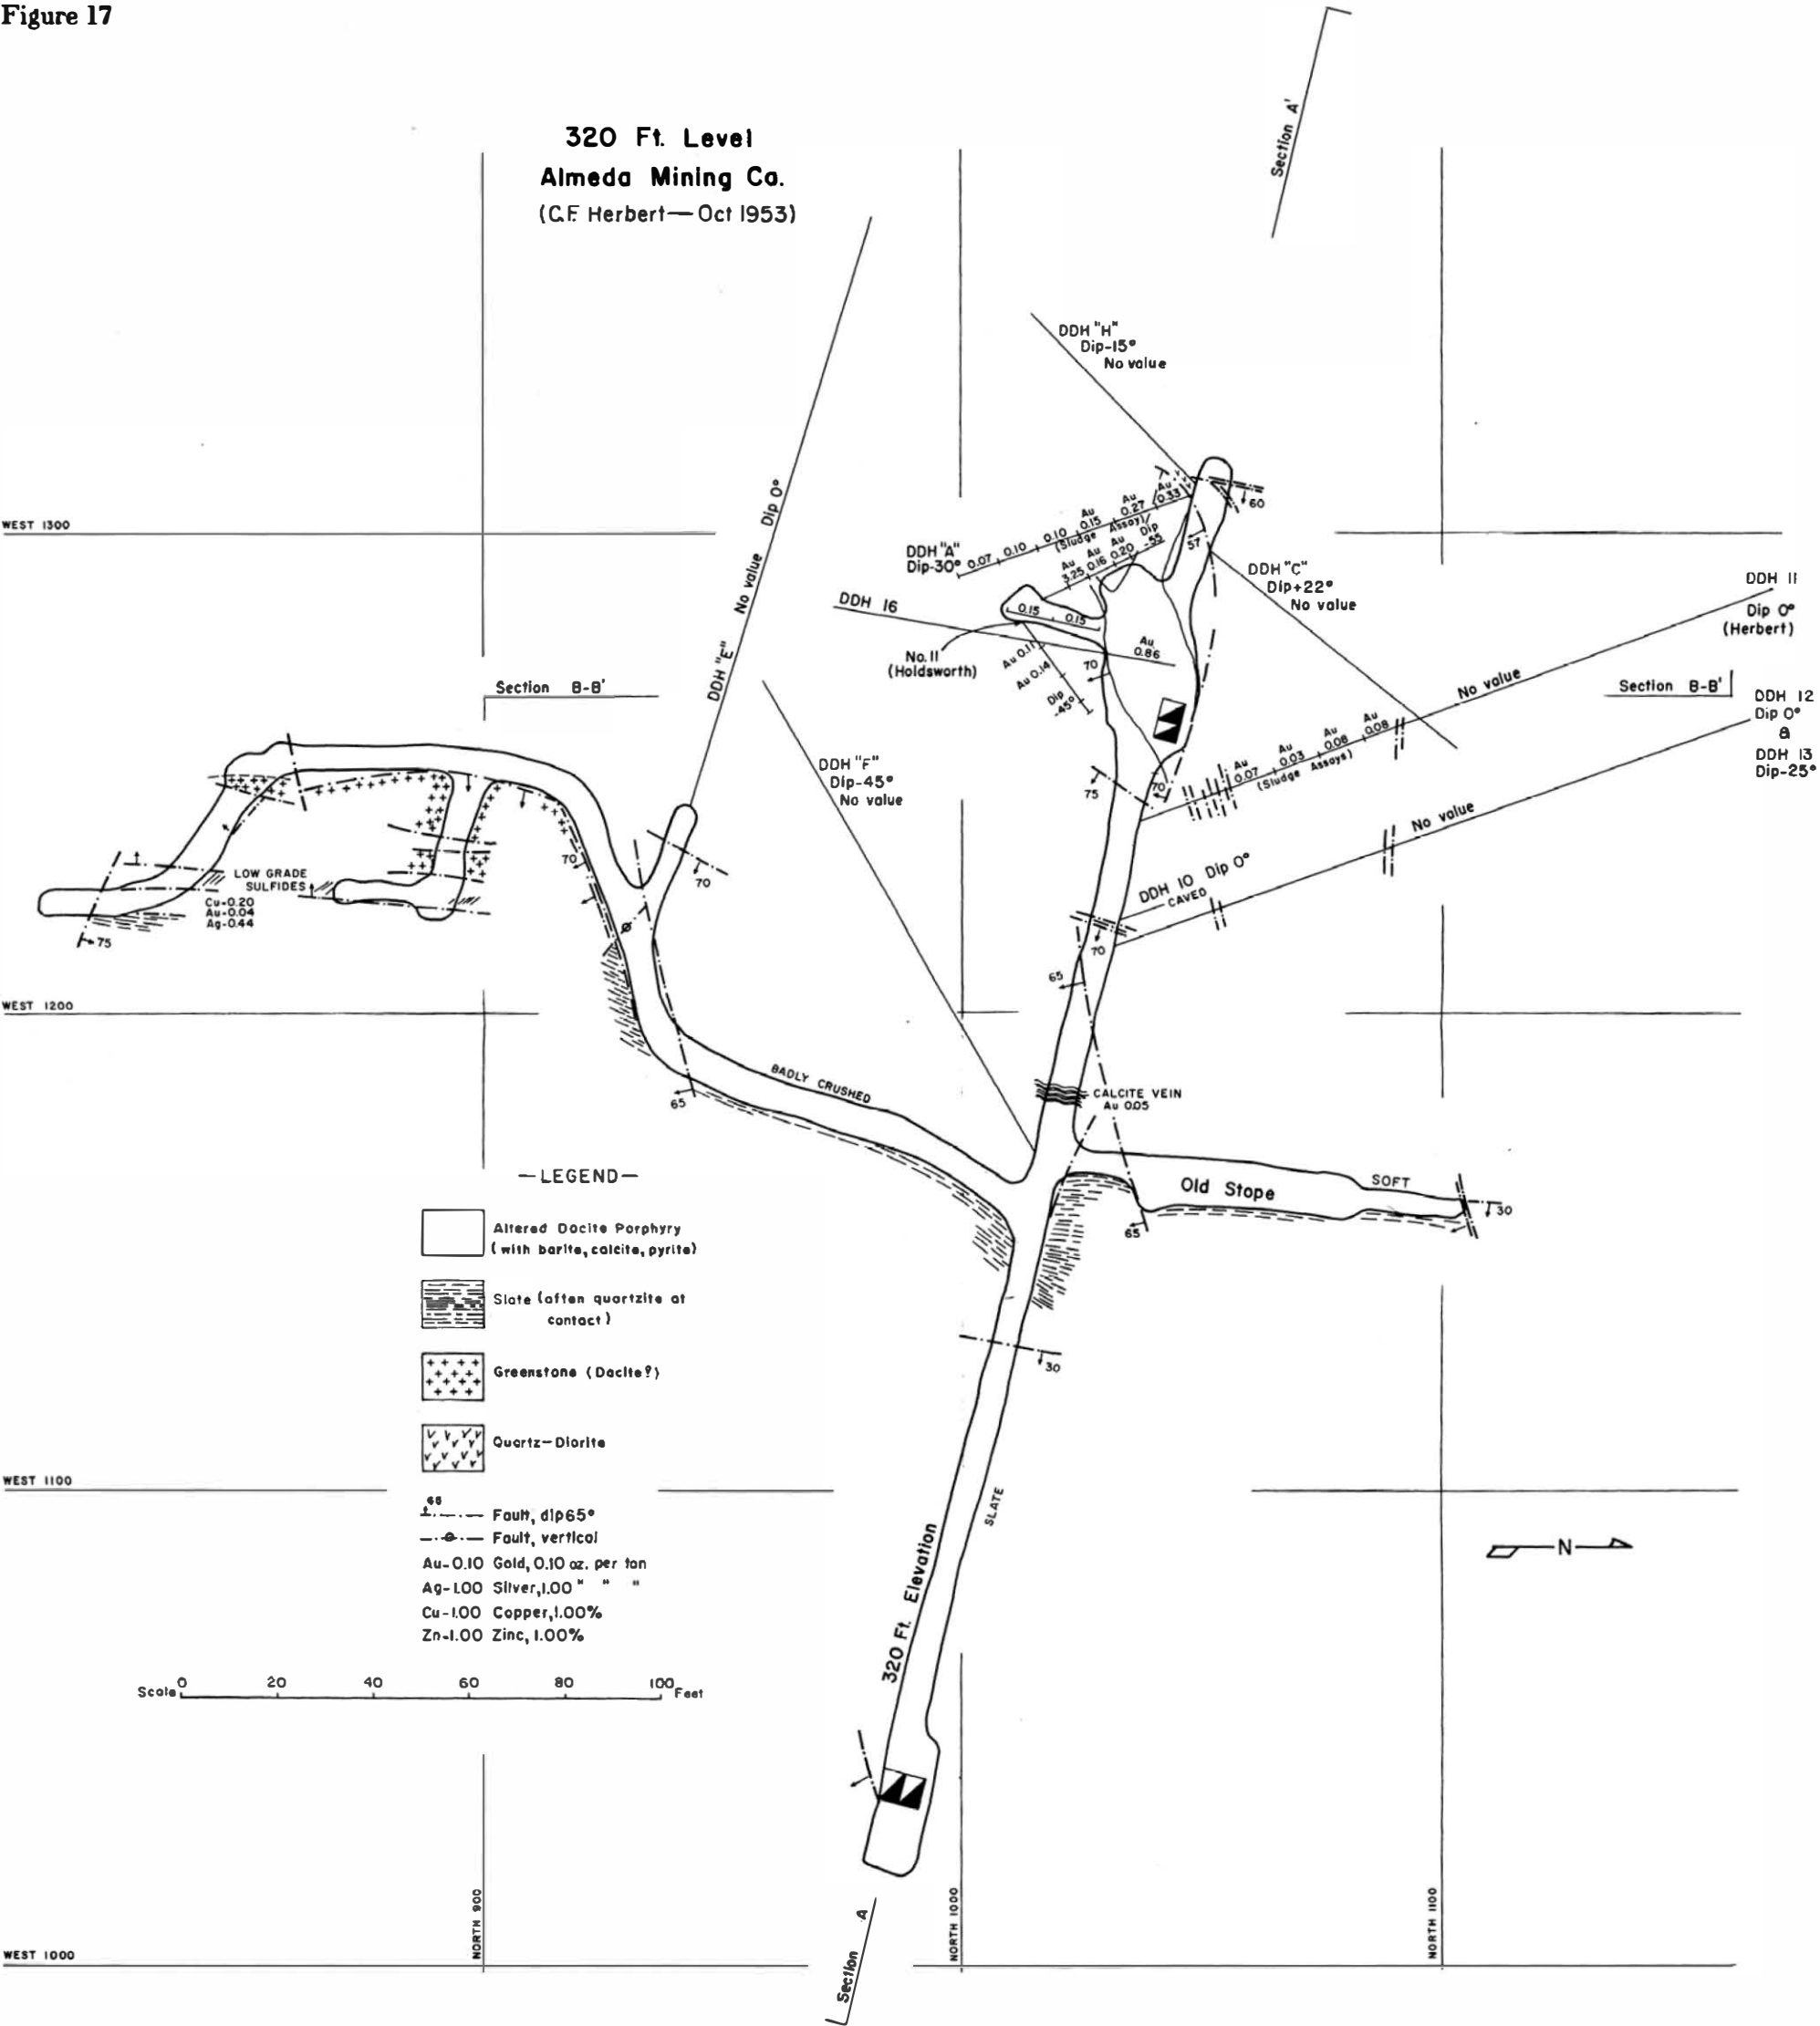 Figure 17
320 Ft. Level
Almeda Mining Co.
(C.F. Herbert—Oct 1953)
Section A'
DDH "H"
Dip-15°
No value
DDH "E" No value Dip 0°
WEST 1300
DDH "A"
Dip-30°
0.07 0.10 0.10 Au 0.15 Au 0.27 Au 0.33
(Sludge Assay)
Au 3.25 Au 0.16 Au 0.20 Dip -55
60
57
DDH "C"
Dip+22°
No value
DDH 11
Dip 0°
(Herbert)
DDH 16
0.15 0.15
No. 11
(Holdsworth)
Au 0.11
Au 0.14
Dip
-45°
Au
0.86
70
Section B-B'
Section B-B'
No value
DDH 12
Dip 0°
&
DDH 13
Dip-25°
DDH "F"
Dip-45°
No value
75
70
Au 0.07 Au 0.03 Au 0.08 Au 0.08
(Sludge Assays)
No value
DDH 10 Dip 0°
CAVED
70
70
LOW GRADE
SULFIDES
Cu-0.20
Au-0.04
Ag-0.44
75
70
65
WEST 1200
BADLY CRUSHED
65
CALCITE VEIN
Au 0.05
Old Stope
SOFT
30
65
30
—LEGEND—
Altered Dacite Porphyry
(with barite, calcite, pyrite)
Slate (often quartzite at
contact)
Greenstone (Dacite?)
Quartz-Diorite
65
Fault, dip65°
Fault, vertical
Au-0.10 Gold, 0.10 oz. per ton
Ag-1.00 Silver, 1.00 " " "
Cu-1.00 Copper, 1.00%
Zn-1.00 Zinc, 1.00%
WEST 1100
SLATE
320 Ft. Elevation
N
Scale 0 20 40 60 80 100 Feet
NORTH 900
NORTH 1000
NORTH 1100
WEST 1000
Section A